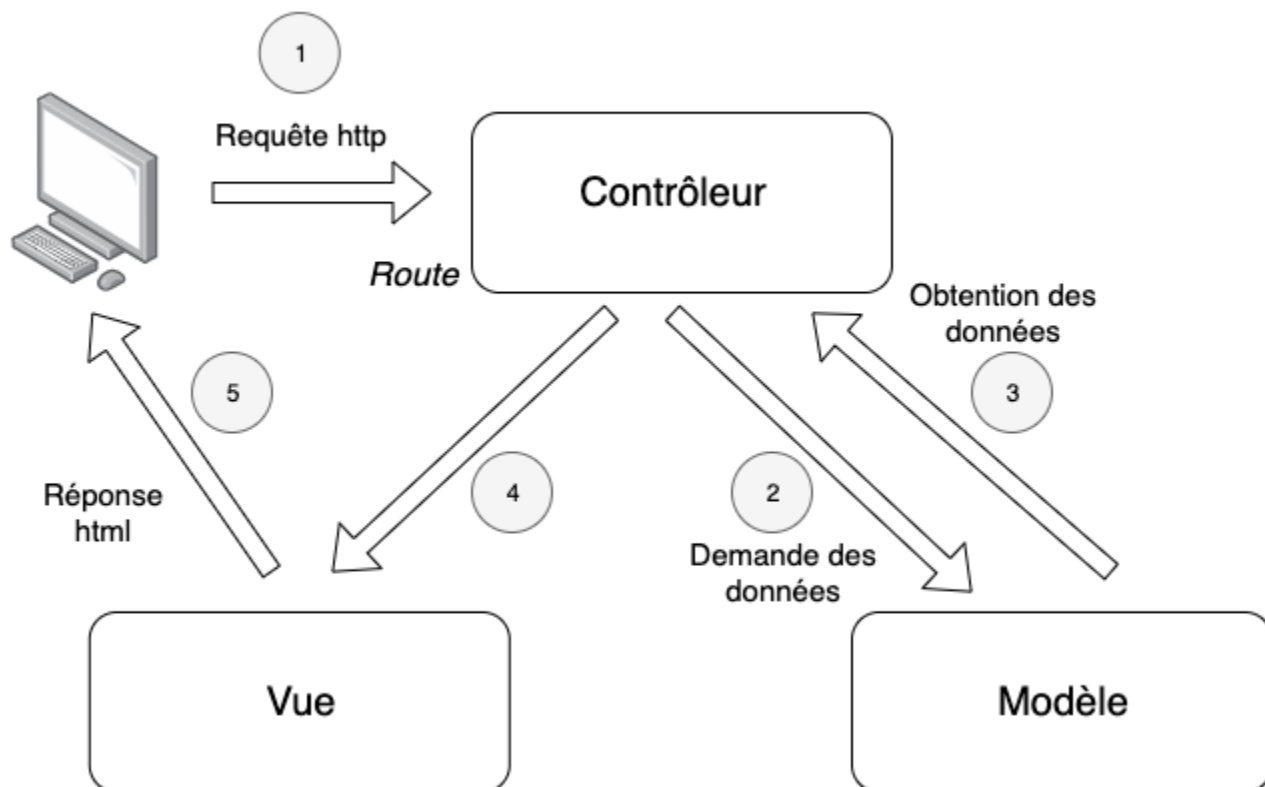 1
Requête http
Contrôleur
Route
Obtention des
données
3
5
4
2
Réponse
html
Demande des
données
Vue
Modèle